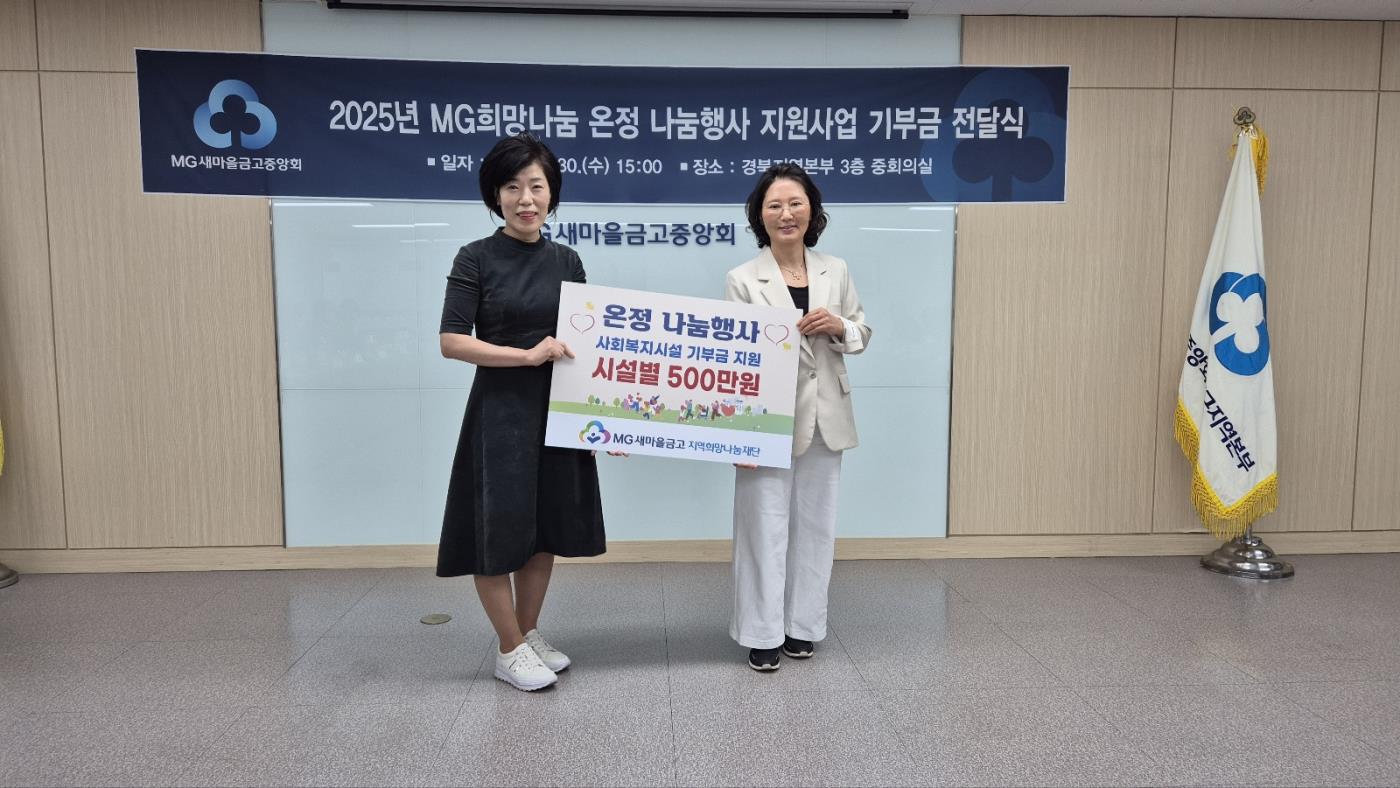 2025년 MG희망나눔 온정 나눔행사 지원사업 기부금 전달식
MG새마을금고중앙회
▪ 일자 : 30.(수) 15:00 ▪ 장소 : 경북지역본부 3층 중회의실
새마을금고중앙회
온정 나눔행사
사회복지시설 기부금 지원
시설별 500만원
MG새마을금고 지역희망나눔재단
지역본부